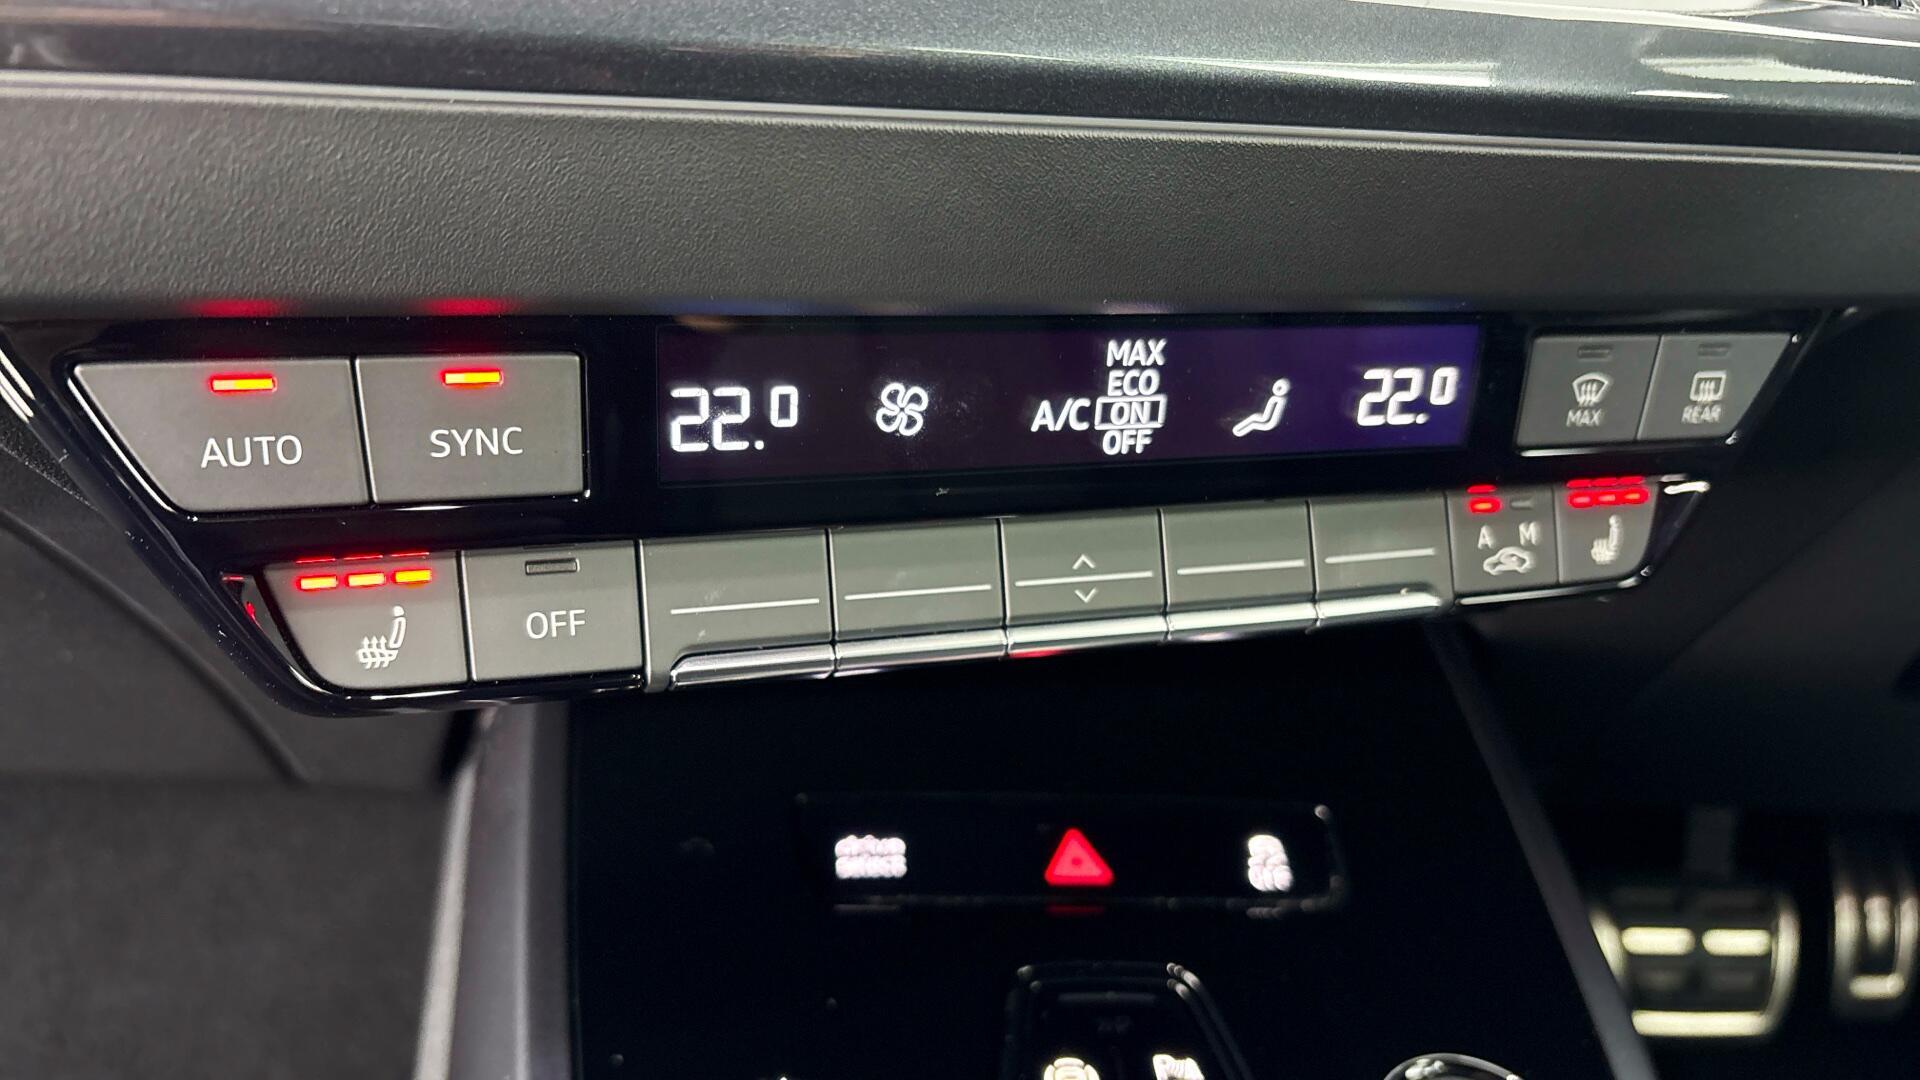 AUTO
SYNC
22.0
A/C
MAX
ECO
ON
OFF
22.0
MAX
REAR
OFF
A M